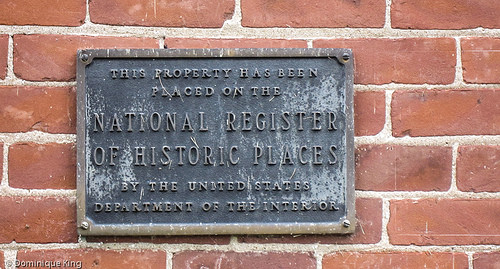 THIS PROPERTY HAS BEEN
PLACED ON THE
NATIONAL REGISTER
OF HISTORIC PLACES
BY THE UNITED STATES
DEPARTMENT OF THE INTERIOR
© Dominique King